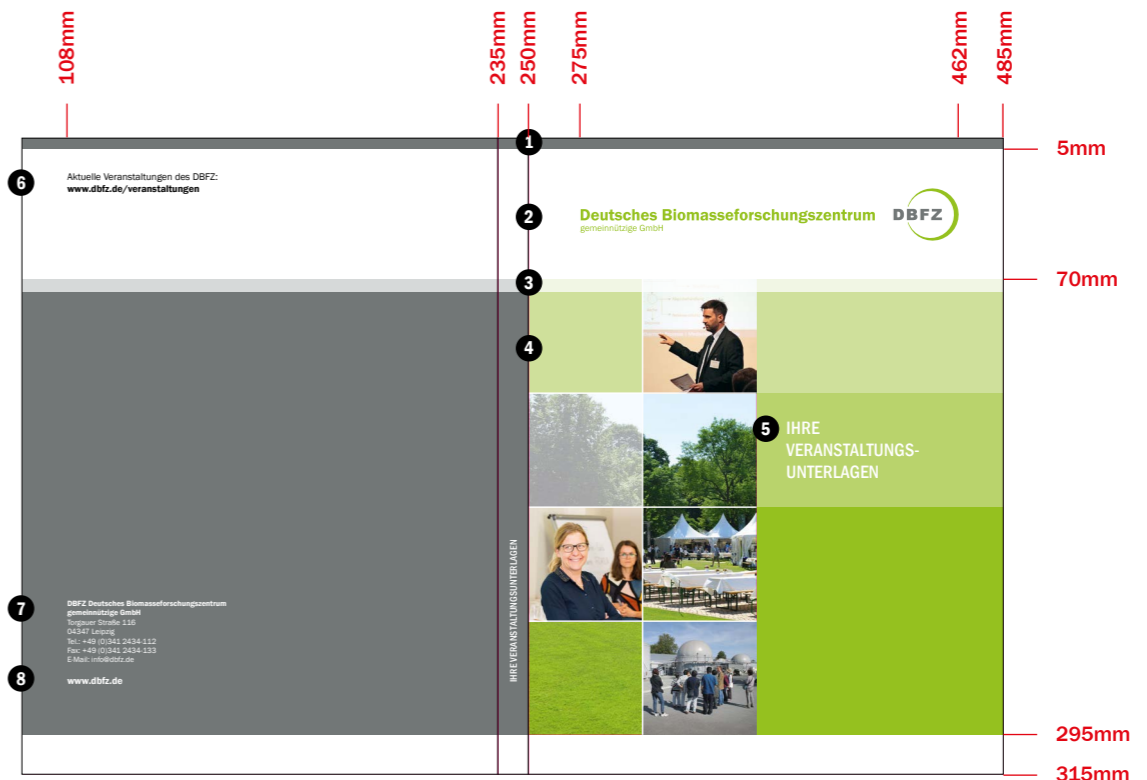 108mm
235mm
250mm
275mm
462mm
485mm
1
5mm
6
Aktuelle Veranstaltungen des DBFZ:
www.dbfz.de/veranstaltungen
2
Deutsches Biomasseforschungszentrum
gemeinnützige GmbH
DBFZ
70mm
3
4
5
IHRE
VERANSTALTUNGS-
UNTERLAGEN
IHRE VERANSTALTUNGSUNTERLAGEN
7
DBFZ Deutsches Biomasseforschungszentrum
gemeinnützige GmbH
Torgauer Straße 116
04347 Leipzig
Tel.: +49 (0)341 2434-112
Fax: +49 (0)341 2434-133
E-Mail: info@dbfz.de
8
www.dbfz.de
295mm
315mm